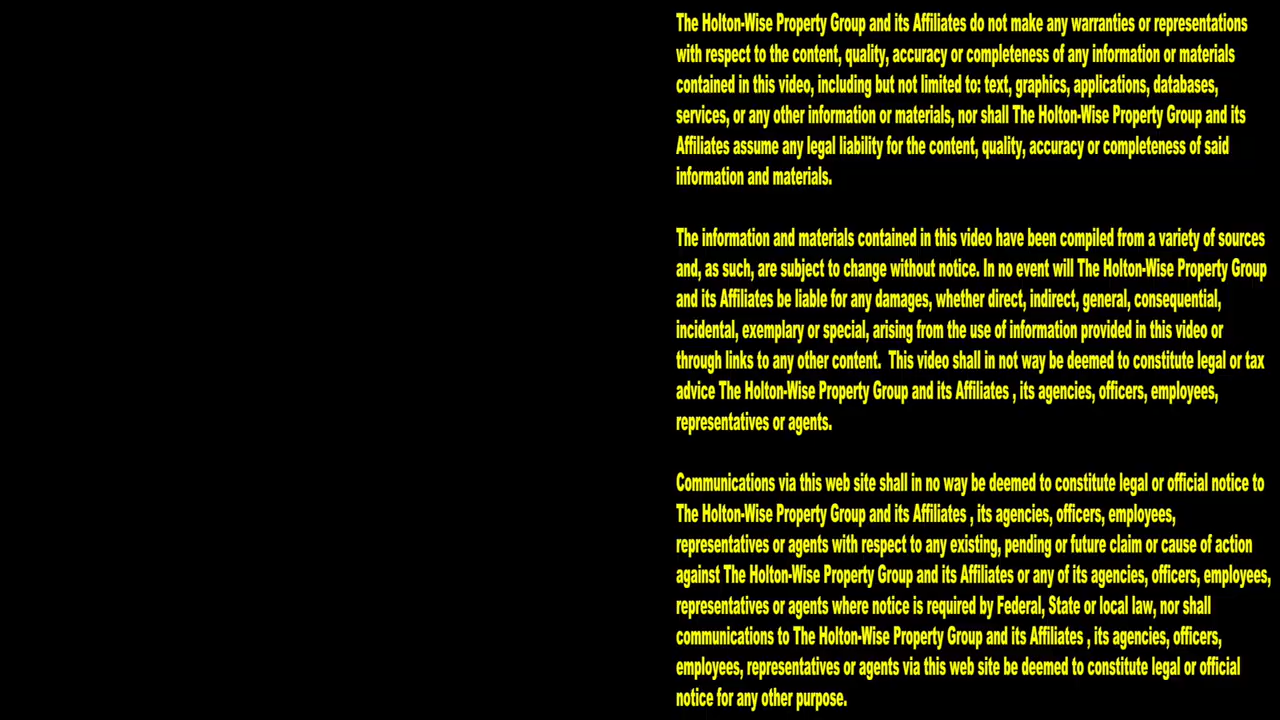 The Holton-Wise Property Group and its Affiliates do not make any warranties or representations
with respect to the content, quality, accuracy or completeness of any information or materials
contained in this video, including but not limited to: text, graphics, applications, databases,
services, or any other information or materials, nor shall The Holton-Wise Property Group and its
Affiliates assume any legal liability for the content, quality, accuracy or completeness of said
information and materials.
The information and materials contained in this video have been compiled from a variety of sources
and, as such, are subject to change without notice. In no event will The Holton-Wise Property Group
and its Affiliates be liable for any damages, whether direct, indirect, general, consequential,
incidental, exemplary or special, arising from the use of information provided in this video or
through links to any other content.  This video shall in not way be deemed to constitute legal or tax
advice The Holton-Wise Property Group and its Affiliates , its agencies, officers, employees,
representatives or agents.
Communications via this web site shall in no way be deemed to constitute legal or official notice to
The Holton-Wise Property Group and its Affiliates , its agencies, officers, employees,
representatives or agents with respect to any existing, pending or future claim or cause of action
against The Holton-Wise Property Group and its Affiliates or any of its agencies, officers, employees,
representatives or agents where notice is required by Federal, State or local law, nor shall
communications to The Holton-Wise Property Group and its Affiliates , its agencies, officers,
employees, representatives or agents via this web site be deemed to constitute legal or official
notice for any other purpose.